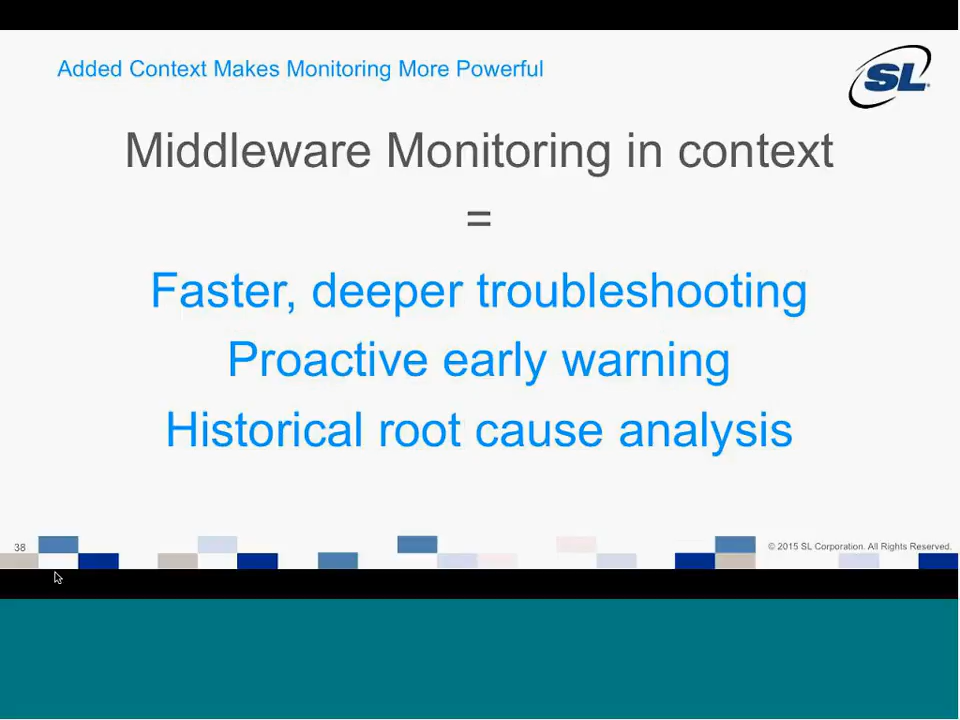 Added Context Makes Monitoring More Powerful
SL
Middleware Monitoring in context
=
Faster, deeper troubleshooting
Proactive early warning
Historical root cause analysis
38
© 2015 SL Corporation. All Rights Reserved.